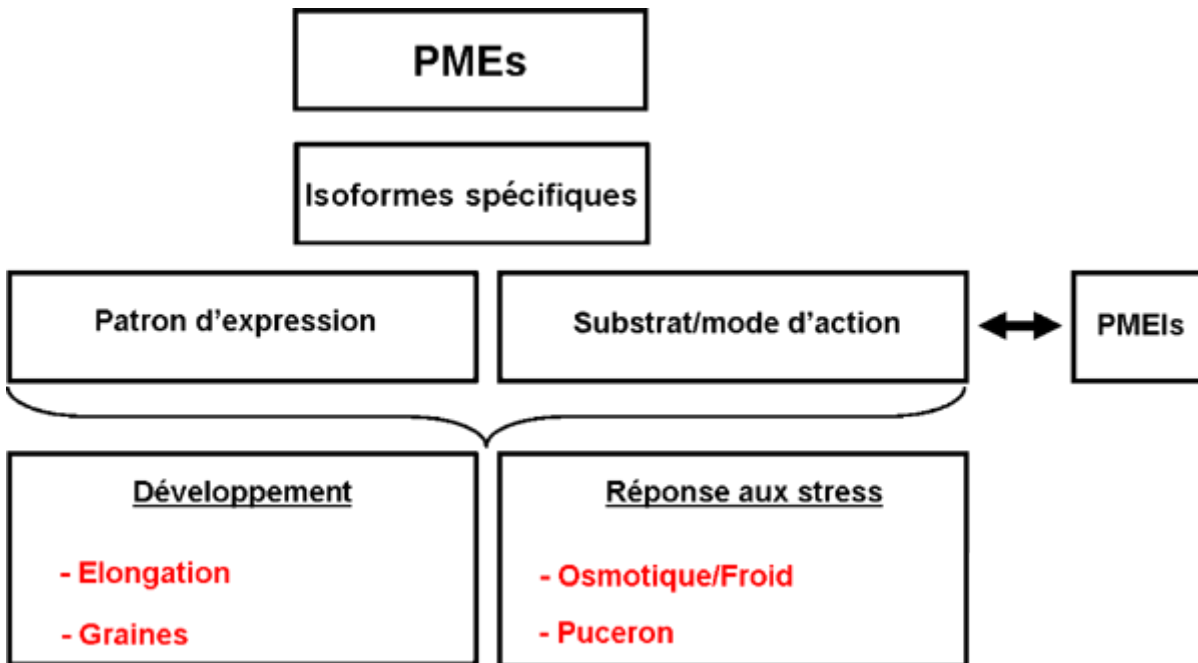 PMEs
Isoformes spécifiques
Patron d'expression
Substrat/mode d'action
PMEIs
Développement
- Elongation
- Graines
Réponse aux stress
- Osmotique/Froid
- Puceron